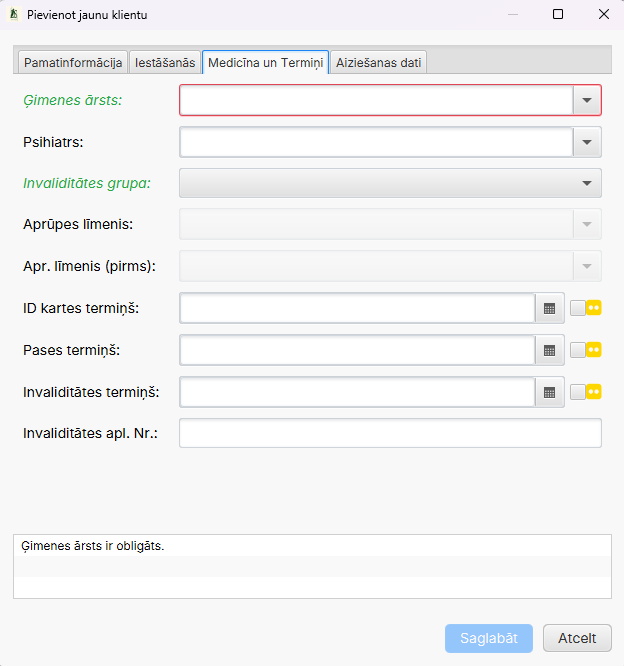 Pievienot jaunu klientu
Pamatinformācija Iestāšanās Medicīna un Termiņi Aiziešanas dati
Ģimenes ārsts:
Psihiatrs:
Invaliditātes grupa:
Aprūpes līmenis:
Apr. līmenis (pirms):
ID kartes termiņš:
Pases termiņš:
Invaliditātes termiņš:
Invaliditātes apl. Nr.:
Ģimenes ārsts ir obligāts.
Saglabāt Atcelt